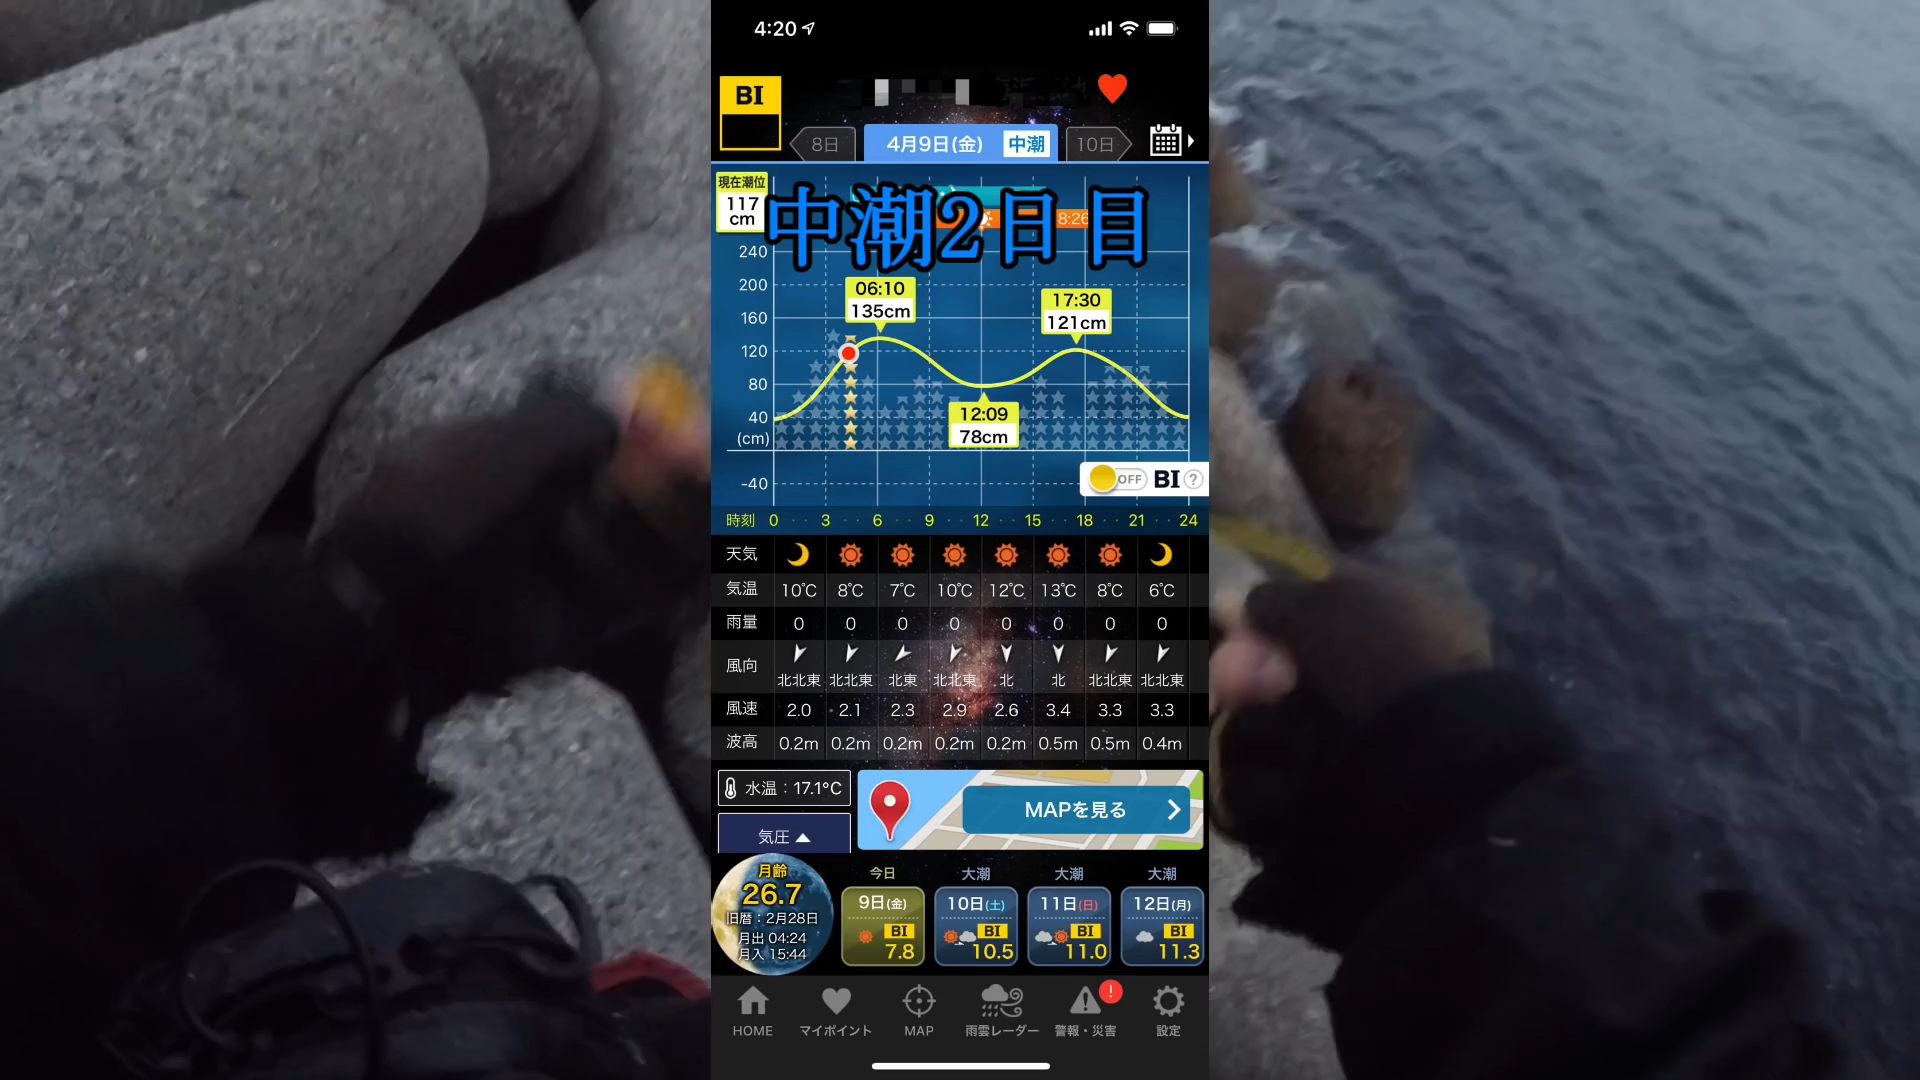 4:20
BI
8日
4月9日(金)
中潮
10日
現在潮位
117
cm
中潮2日目
8:26
240
200
160
120
80
40
(cm)
-40
06:10
135cm
17:30
121cm
12:09
78cm
OFF BI ?
時刻 0 3 6 9 12 15 18 21 24
天気
気温 10℃ 8℃ 7℃ 10℃ 12℃ 13℃ 8℃ 6℃
雨量 0 0 0 0 0 0 0 0
風向 北北東 北北東 北東 北北東 北 北 北北東 北北東
風速 2.0 2.1 2.3 2.9 2.6 3.4 3.3 3.3
波高 0.2m 0.2m 0.2m 0.2m 0.2m 0.5m 0.5m 0.4m
水温：17.1°C
MAPを見る
気圧
月齢
26.7
旧暦：2月28日
月出 04:24
月入 15:44
今日 大潮 大潮 大潮
9日(金) 10日(土) 11日(日) 12日(月)
BI BI BI BI
7.8 10.5 11.0 11.3
!
HOME マイポイント MAP 雨雲レーダー 警報・災害 設定